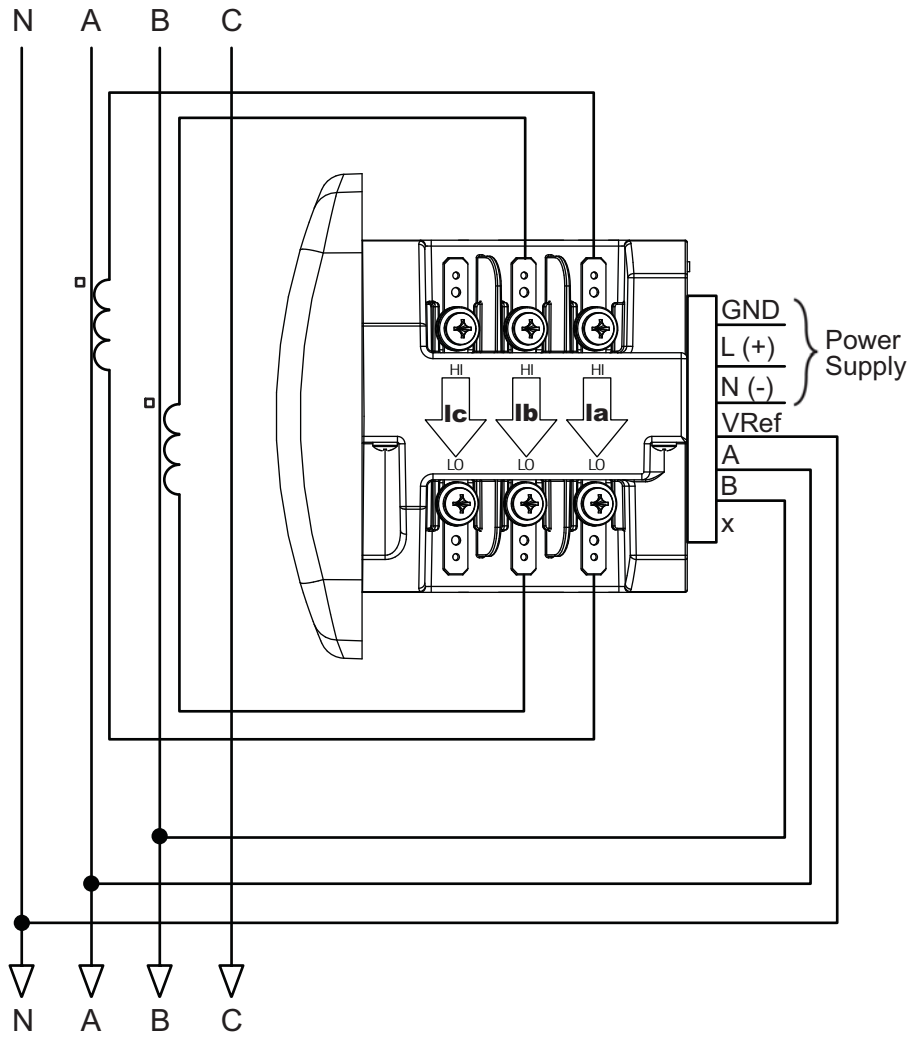 N A B C
GND
L (+)
N (-)
Power
Supply
HI HI HI
Ic Ib Ia
LO LO LO
VRef
A
B
x
N A B C